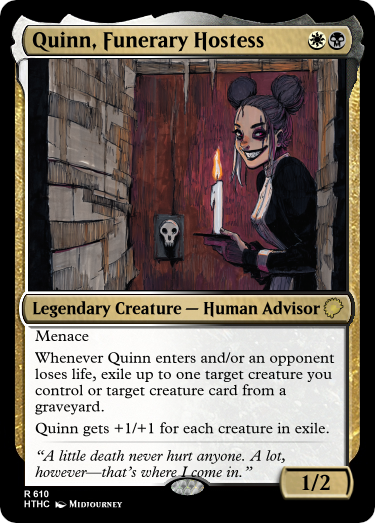 Quinn, Funerary Hostess
Legendary Creature — Human Advisor
Menace
Whenever Quinn enters and/or an opponent
loses life, exile up to one target creature you
control or target creature card from a
graveyard.
Quinn gets +1/+1 for each creature in exile.
“A little death never hurt anyone. A lot,
however—that’s where I come in.”
1/2
R 610
HTHC Midjourney